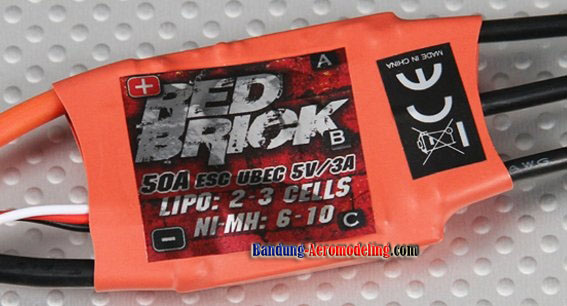 A
+
RED
BRICK
B
50A ESC UBEC 5V/3A
LIPO: 2-3 CELLS
NI-MH: 6-10
C
-
MADE IN CHINA
CE
AWG
Bandung-Aeromodeling.com